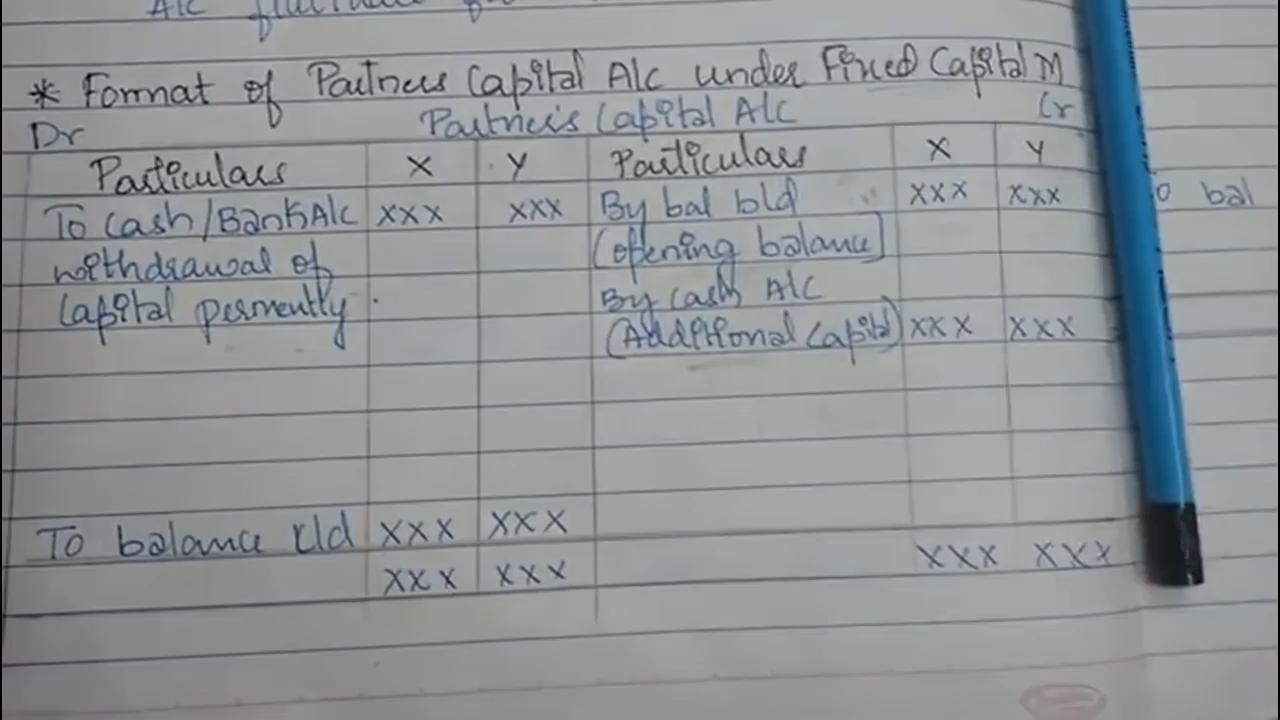 A/c fluctuate
* Format of Partners Capital A/c under Fixed Capital M
Dr Partner's Capital A/c Cr
Particulars X Y Particulars X Y
To Cash/Bank A/c XXX XXX By bal b/d XXX XXX
withdrawal of (opening balance)
Capital permently By cash A/c
(Additional Capital) XXX XXX
To balance c/d XXX XXX
XXX XXX XXX XXX
o bal